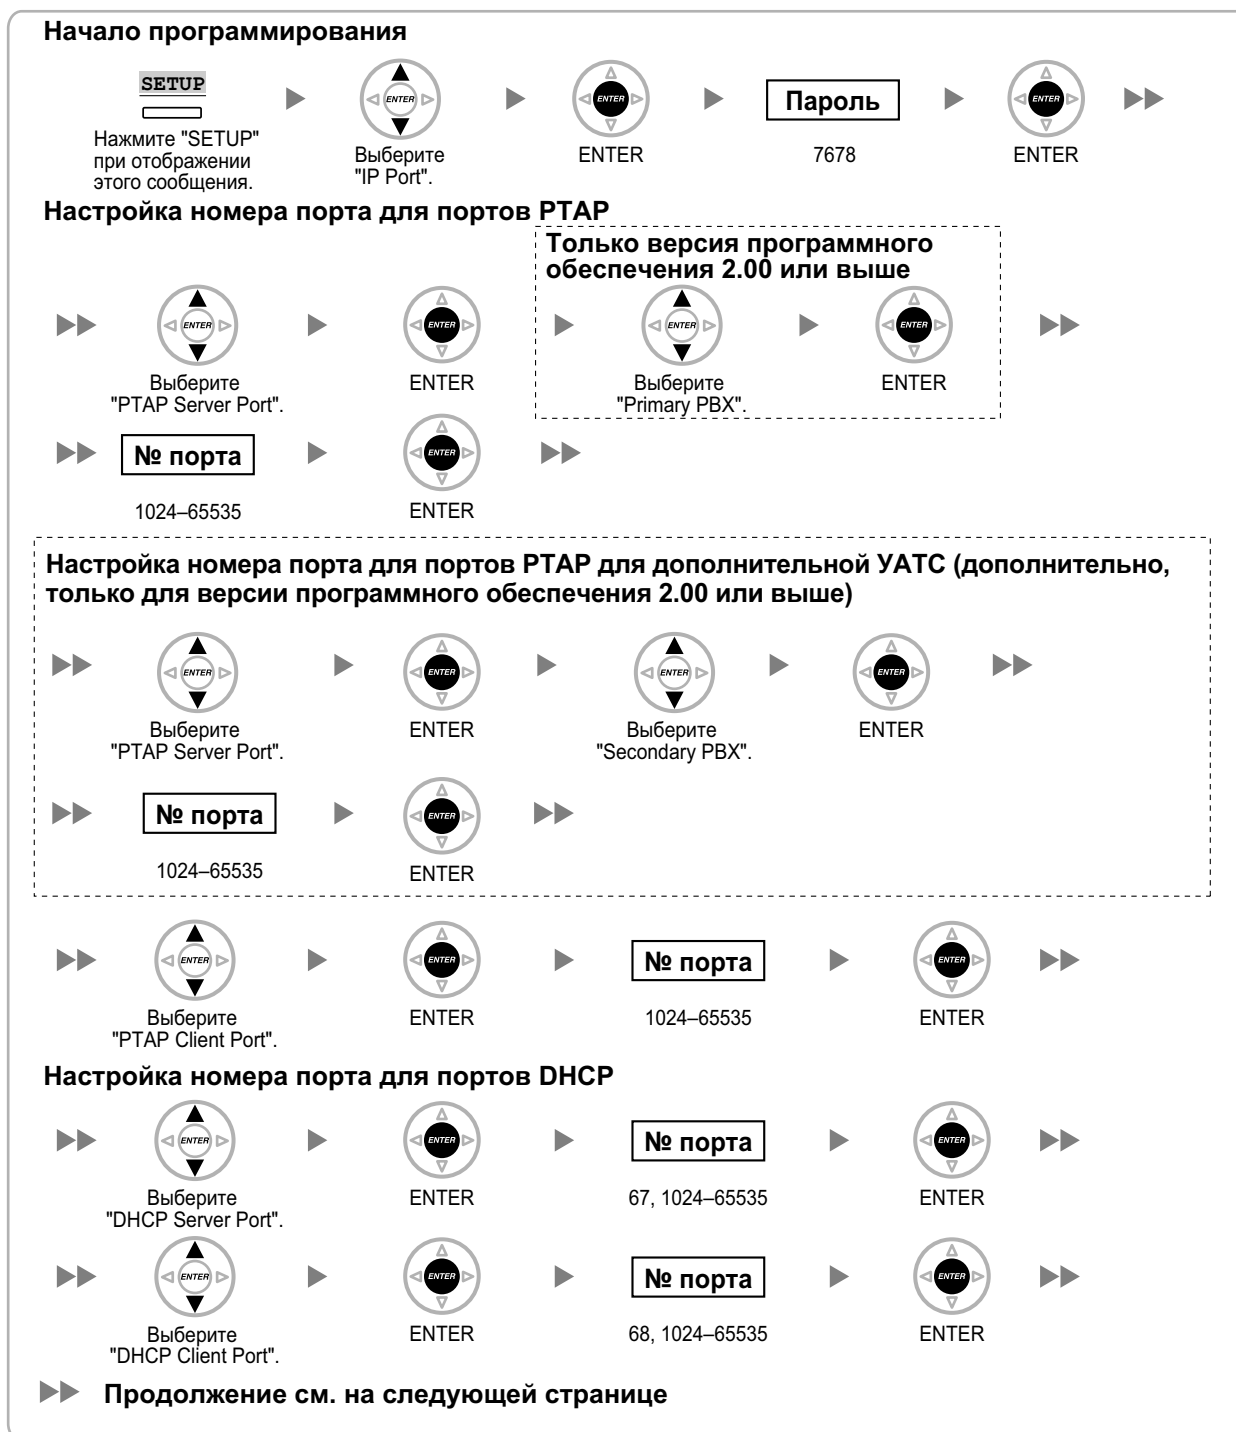 Начало программирования
SETUP
ENTER
ENTER
Пароль
ENTER
Нажмите "SETUP"
при отображении
этого сообщения.
Выберите
"IP Port".
ENTER
7678
ENTER
Настройка номера порта для портов PTAP
Только версия программного
обеспечения 2.00 или выше
ENTER
ENTER
ENTER
ENTER
Выберите
"PTAP Server Port".
ENTER
Выберите
"Primary PBX".
ENTER
№ порта
ENTER
1024–65535
ENTER
Настройка номера порта для портов PTAP для дополнительной УАТС (дополнительно,
только для версии программного обеспечения 2.00 или выше)
ENTER
ENTER
ENTER
ENTER
Выберите
"PTAP Server Port".
ENTER
Выберите
"Secondary PBX".
ENTER
№ порта
ENTER
1024–65535
ENTER
ENTER
ENTER
№ порта
ENTER
Выберите
"PTAP Client Port".
ENTER
1024–65535
ENTER
Настройка номера порта для портов DHCP
ENTER
ENTER
№ порта
ENTER
Выберите
"DHCP Server Port".
ENTER
67, 1024–65535
ENTER
ENTER
ENTER
№ порта
ENTER
Выберите
"DHCP Client Port".
ENTER
68, 1024–65535
ENTER
Продолжение см. на следующей странице